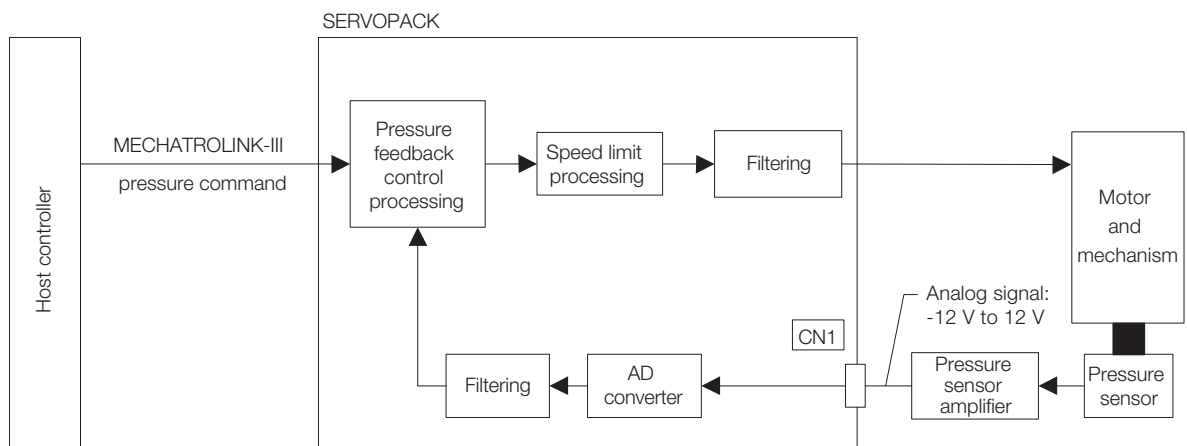 SERVOPACK
Host controller
MECHATROLINK-III
pressure command
Pressure
feedback
control
processing
Speed limit
processing
Filtering
Motor
and
mechanism
Analog signal:
-12 V to 12 V
CN1
Filtering
AD
converter
Pressure
sensor
amplifier
Pressure
sensor